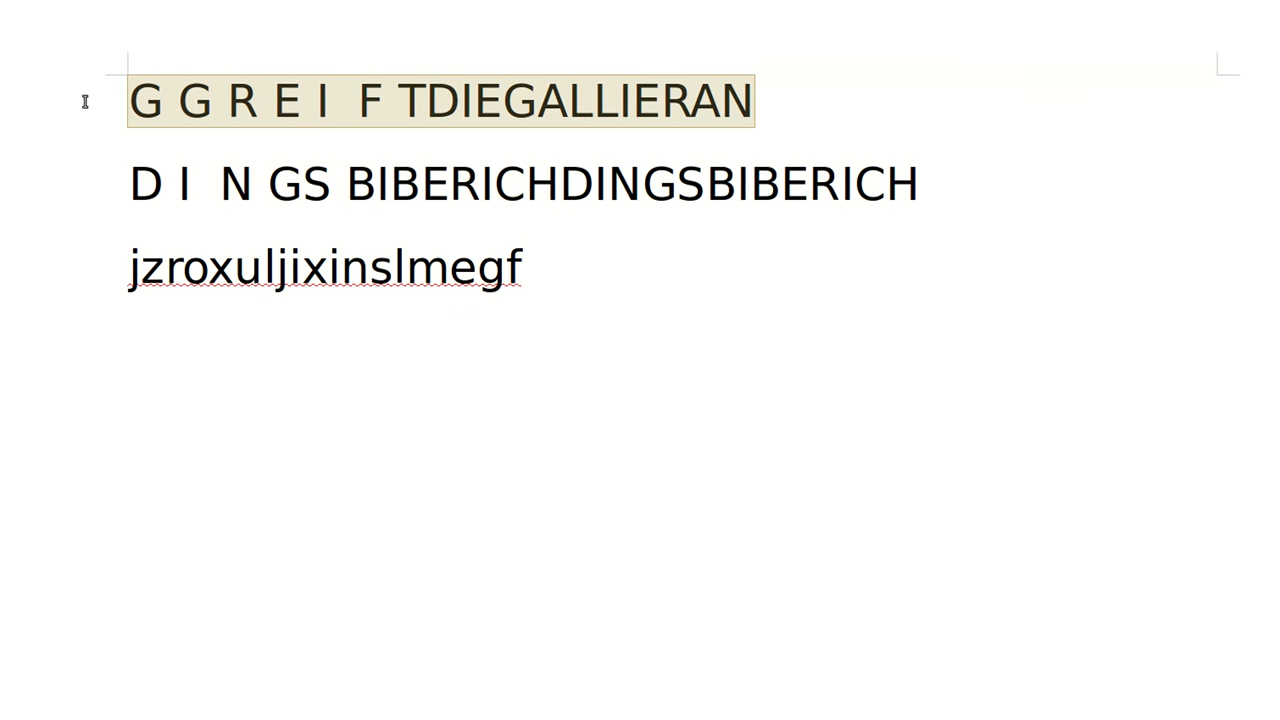 G G R E I  F TDIEGALLIERAN
D I  N GS BIBERICHDINGSBIBERICH
jzroxuljixinslmegf